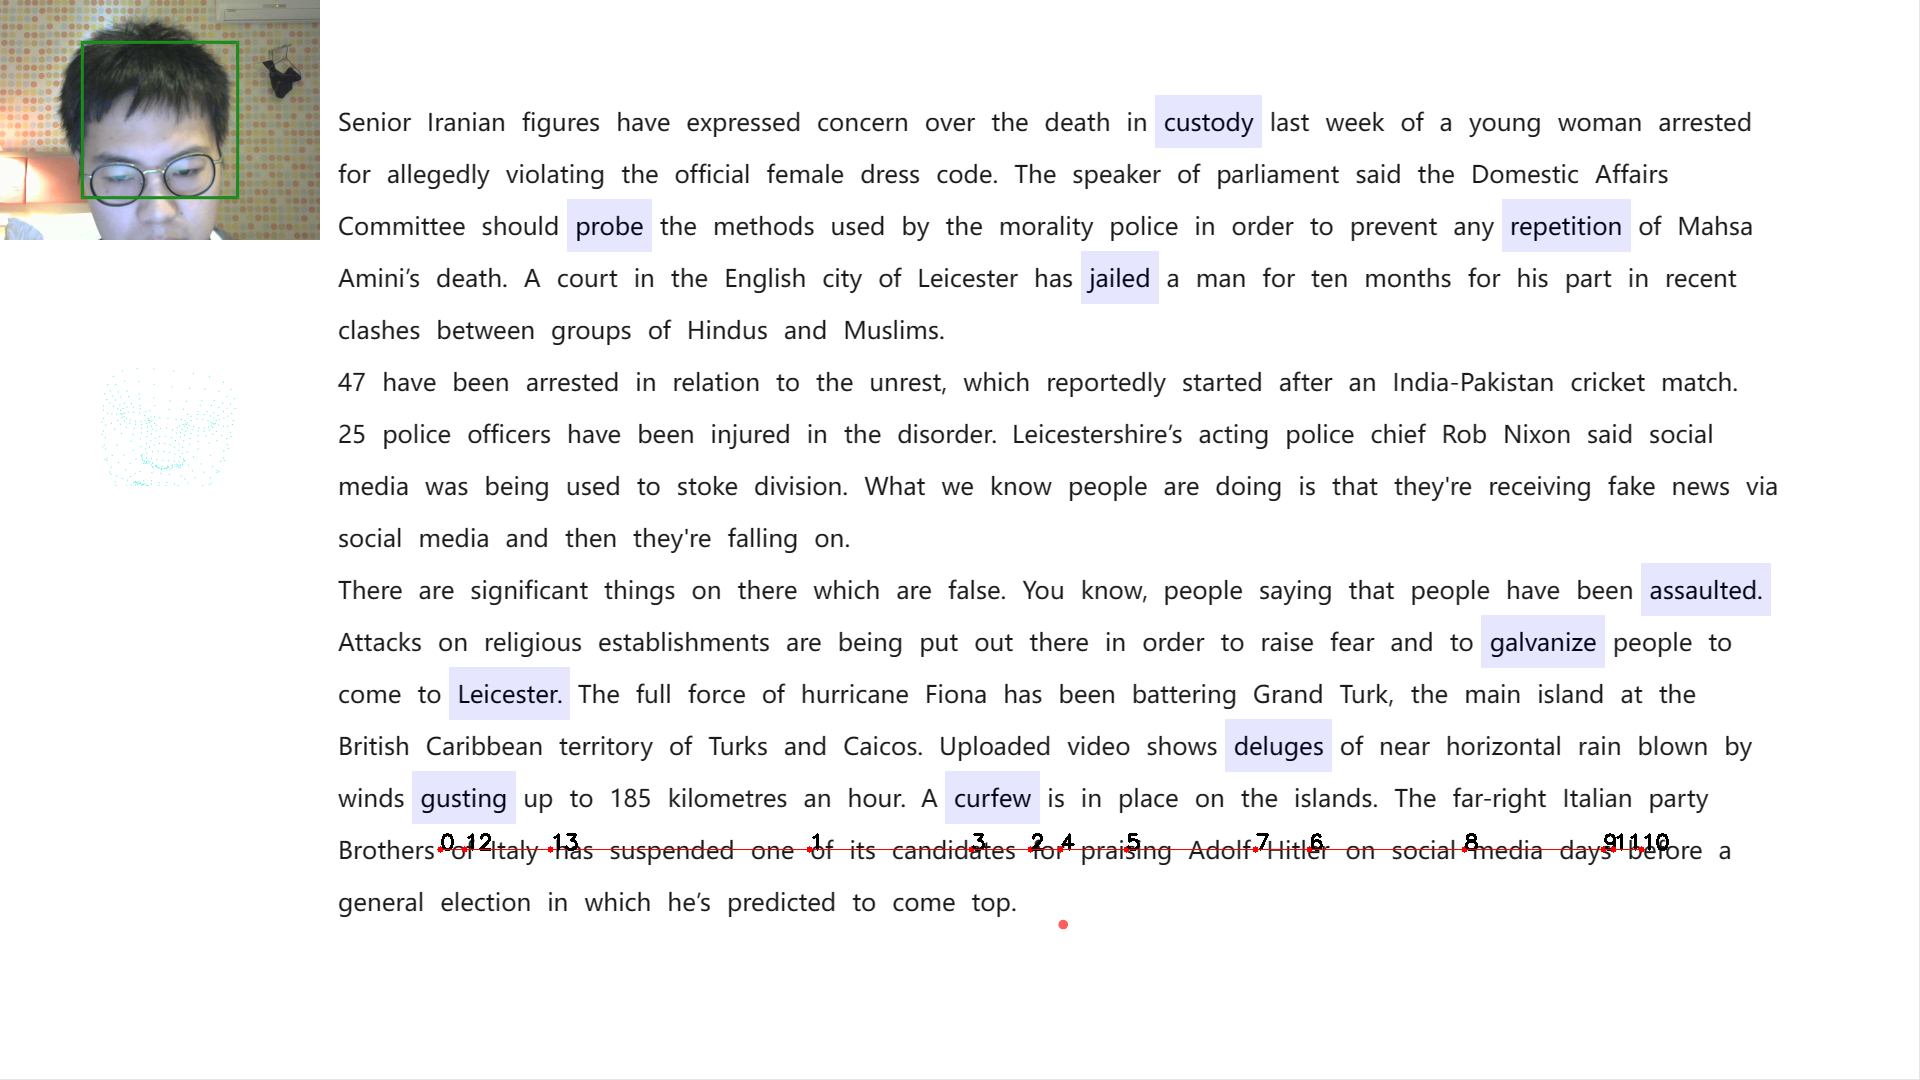 Senior Iranian figures have expressed concern over the death in custody last week of a young woman arrested
for allegedly violating the official female dress code. The speaker of parliament said the Domestic Affairs
Committee should probe the methods used by the morality police in order to prevent any repetition of Mahsa
Amini’s death. A court in the English city of Leicester has jailed a man for ten months for his part in recent
clashes between groups of Hindus and Muslims.
47 have been arrested in relation to the unrest, which reportedly started after an India-Pakistan cricket match.
25 police officers have been injured in the disorder. Leicestershire’s acting police chief Rob Nixon said social
media was being used to stoke division. What we know people are doing is that they're receiving fake news via
social media and then they're falling on.
There are significant things on there which are false. You know, people saying that people have been assaulted.
Attacks on religious establishments are being put out there in order to raise fear and to galvanize people to
come to Leicester. The full force of hurricane Fiona has been battering Grand Turk, the main island at the
British Caribbean territory of Turks and Caicos. Uploaded video shows deluges of near horizontal rain blown by
winds gusting up to 185 kilometres an hour. A curfew is in place on the islands. The far-right Italian party
0 12 13 1 3 2 4 5 7 6 8 9 11 10
Brothers of Italy has suspended one of its candidates for praising Adolf Hitler on social media days before a
general election in which he’s predicted to come top.